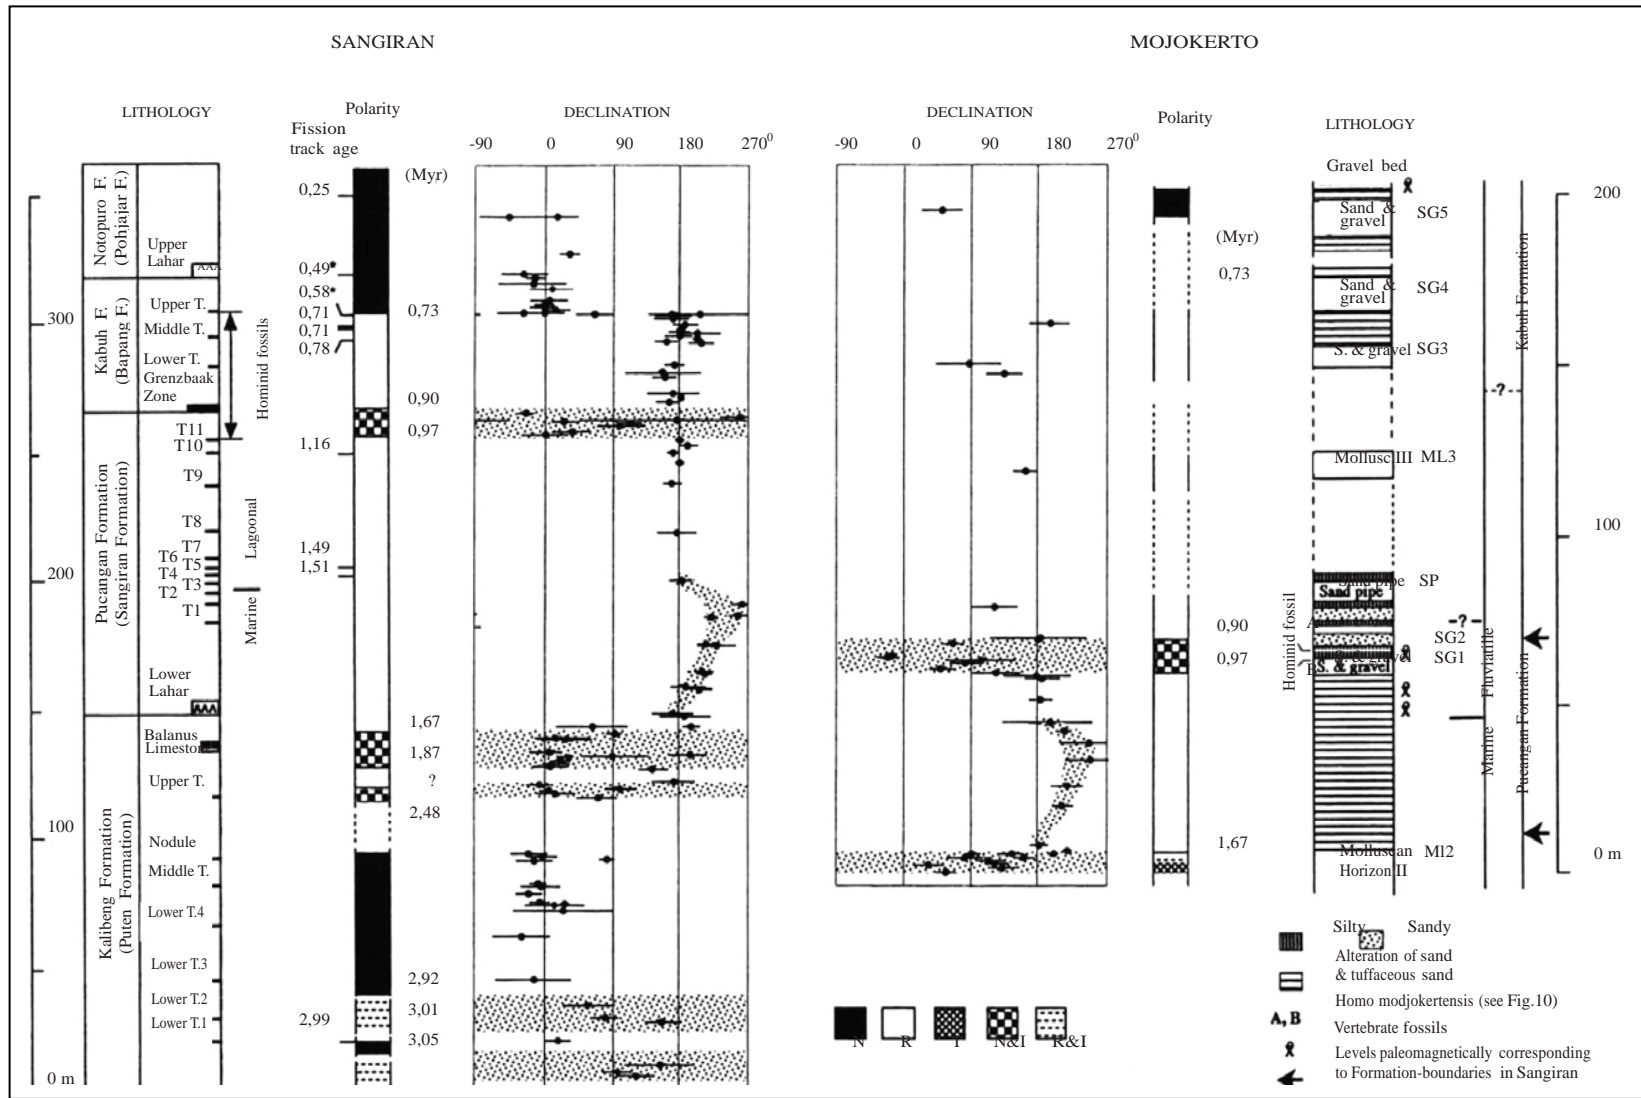 SANGIRAN
MOJOKERTO
LITHOLOGY
Fission
track age
Polarity
(Myr)
DECLINATION
-90 0 90 180 270⁰
DECLINATION
-90 0 90 180 270⁰
Polarity
(Myr)
LITHOLOGY
300
200
100
0 m
Notopuro F.
(Pohjajar F.)
Kabuh F.
(Bapang F.)
Pucangan Formation
(Sangiran Formation)
Kalibeng Formation
(Puten Formation)
Upper
Lahar
AAA
Upper T.
Middle T.
Lower T.
Grenzbaak
Zone
T11
T10
T9
T8
T7
T6
T5
T4
T3
T2
T1
Lower
Lahar
AAA
Balanus
Limestone
Upper T.
Nodule
Middle T.
Lower T.4
Lower T.3
Lower T.2
Lower T.1
Hominid fossils
Lagoonal
Marine
0,25
0,49*
0,58*
0,71
0,71
0,78
1,16
1,49
1,51
2,99
0,73
0,90
0,97
1,67
1,87
?
2,48
2,92
3,01
3,05
0,73
0,90
0,97
1,67
Gravel bed
Sand &
gravel SG5
Sand &
gravel SG4
S. & gravel SG3
Mollusc III ML3
Sand pipe SP
Sand pipe
A
SG2
S. & gravel SG1
S. & gravel
B
Molluscan Ml2
Horizon II
Hominid fossil
Fluviatille
Marine
-?-
-?-
Kabuh Formation
Pucangan Formation
200
100
0 m
N R I N&I R&I
Silty Sandy
Alteration of sand
& tuffaceous sand
Homo modjokertensis (see Fig.10)
A, B
Vertebrate fossils
Levels paleomagnetically corresponding
to Formation-boundaries in Sangiran